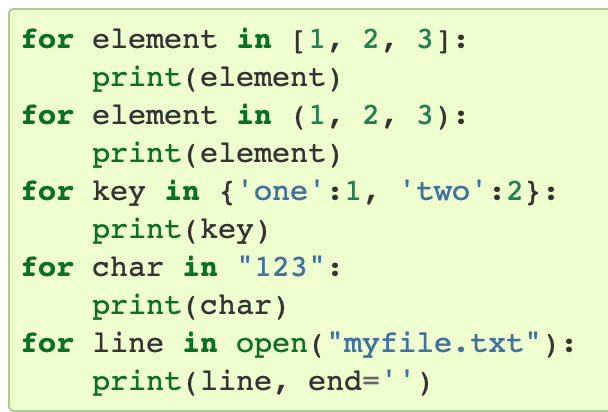 for element in [1, 2, 3]:
    print(element)
for element in (1, 2, 3):
    print(element)
for key in {'one':1, 'two':2}:
    print(key)
for char in "123":
    print(char)
for line in open("myfile.txt"):
    print(line, end='')